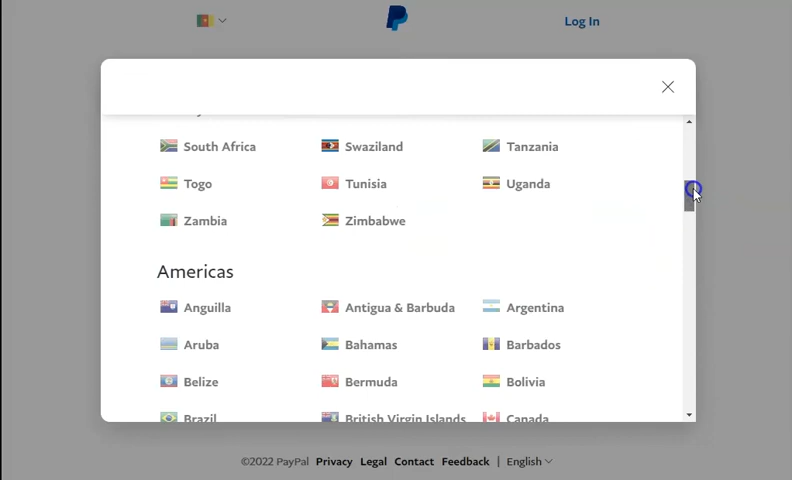 Log In
South Africa Swaziland Tanzania
Togo Tunisia Uganda
Zambia Zimbabwe
Americas
Anguilla Antigua & Barbuda Argentina
Aruba Bahamas Barbados
Belize Bermuda Bolivia
Brazil British Virgin Islands Canada
©2022 PayPal Privacy Legal Contact Feedback | English